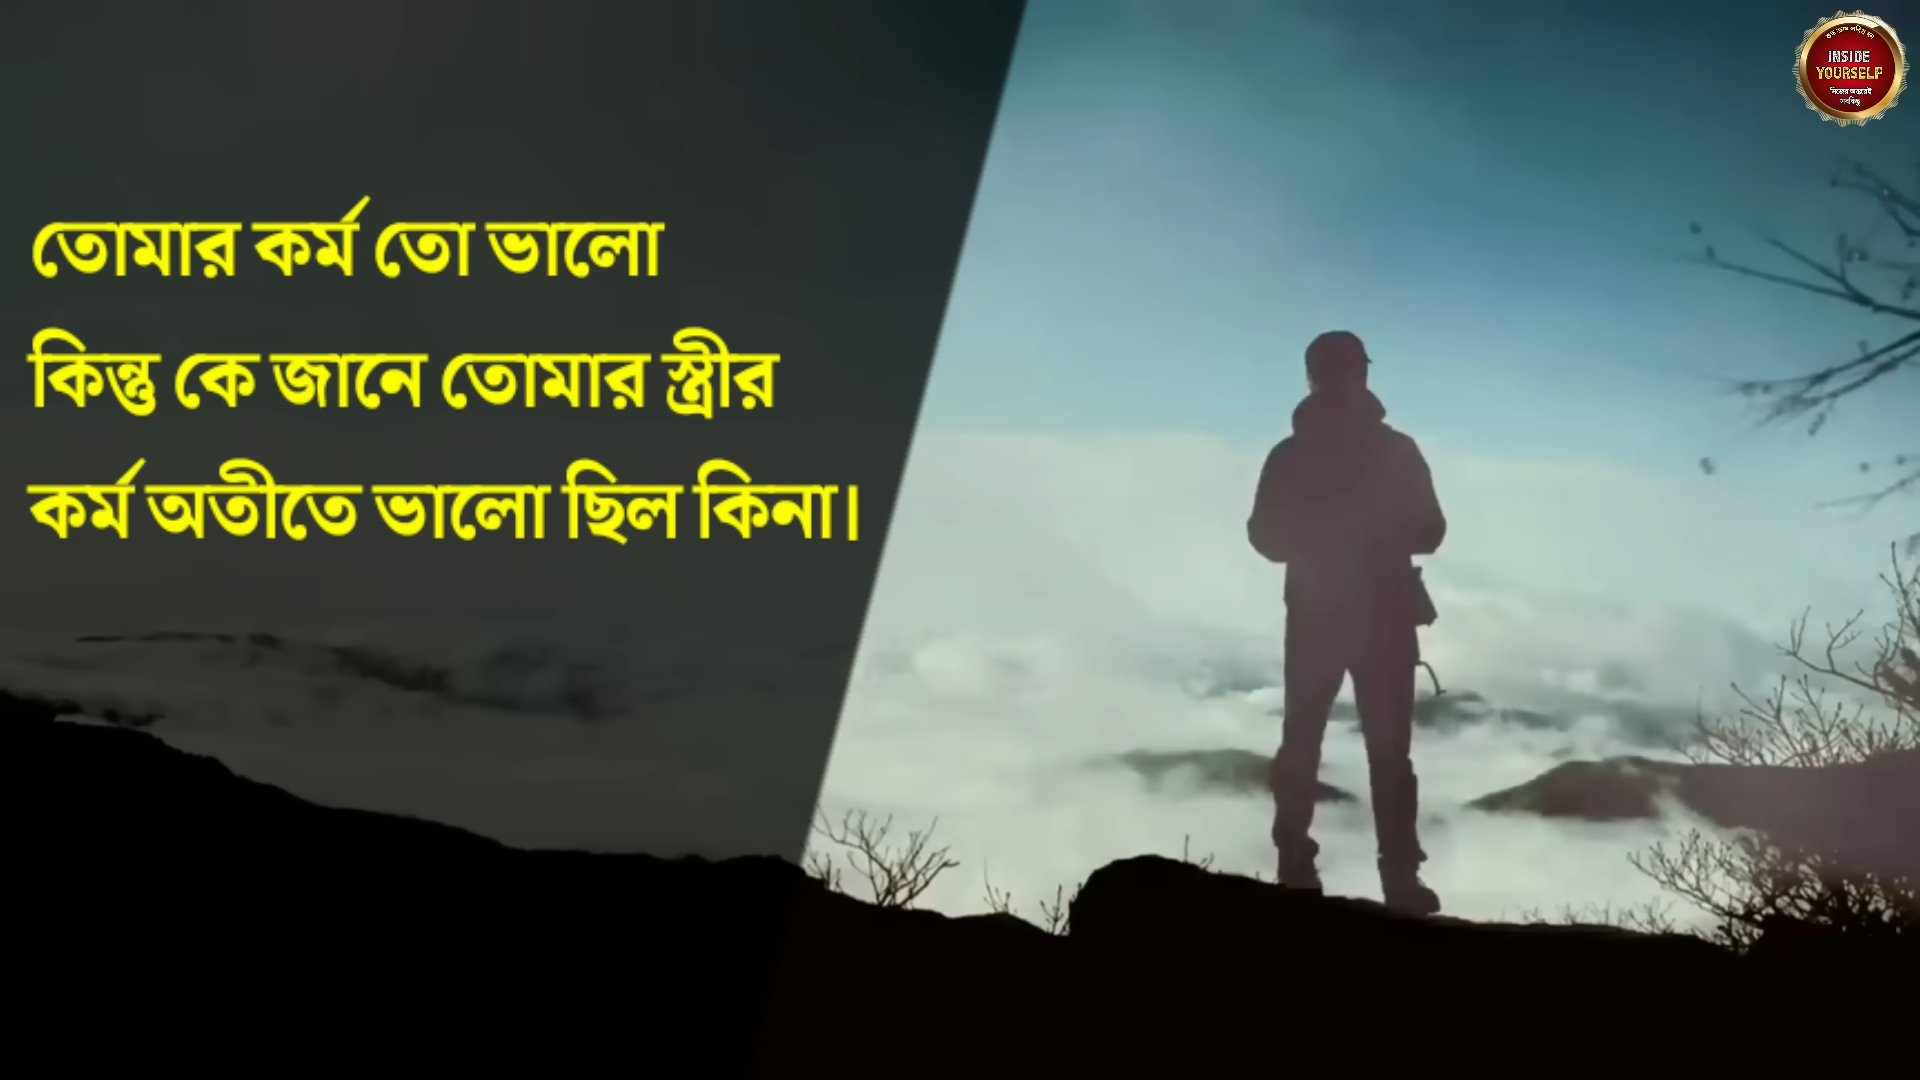 তোমার কর্ম তো ভালো
কিন্তু কে জানে তোমার স্ত্রীর
কর্ম অতীতে ভালো ছিল কিনা।
INSIDE
YOURSELF